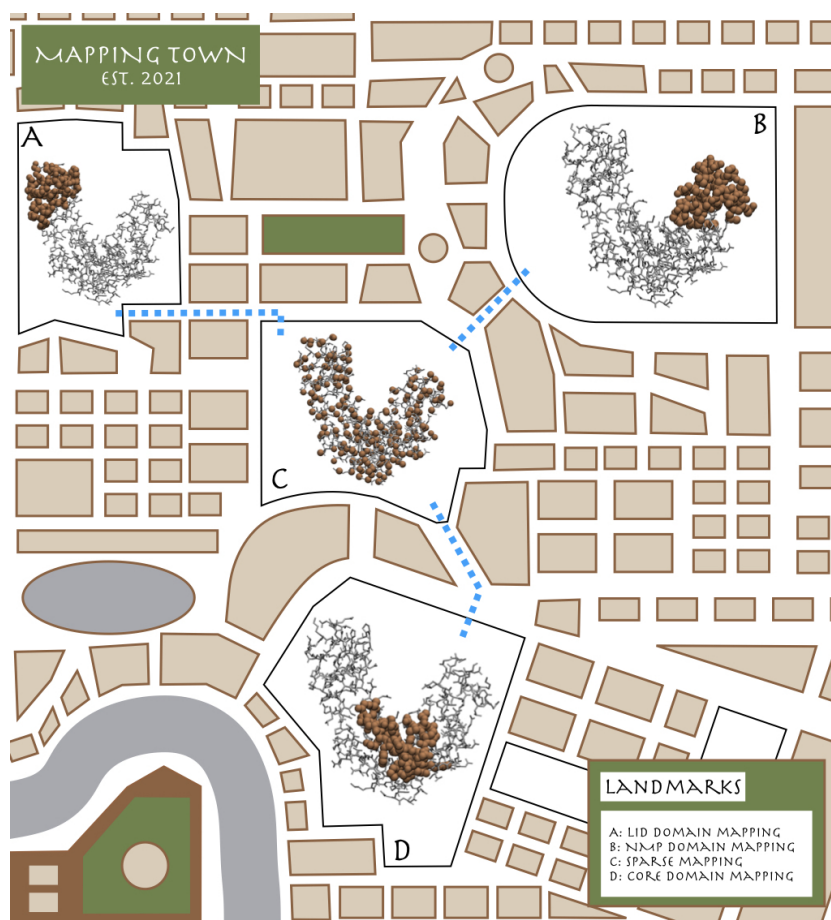 MAPPING TOWN
EST. 2021
A
B
C
D
LANDMARKS
A: LID DOMAIN MAPPING
B: NMP DOMAIN MAPPING
C: SPARSE MAPPING
D: CORE DOMAIN MAPPING